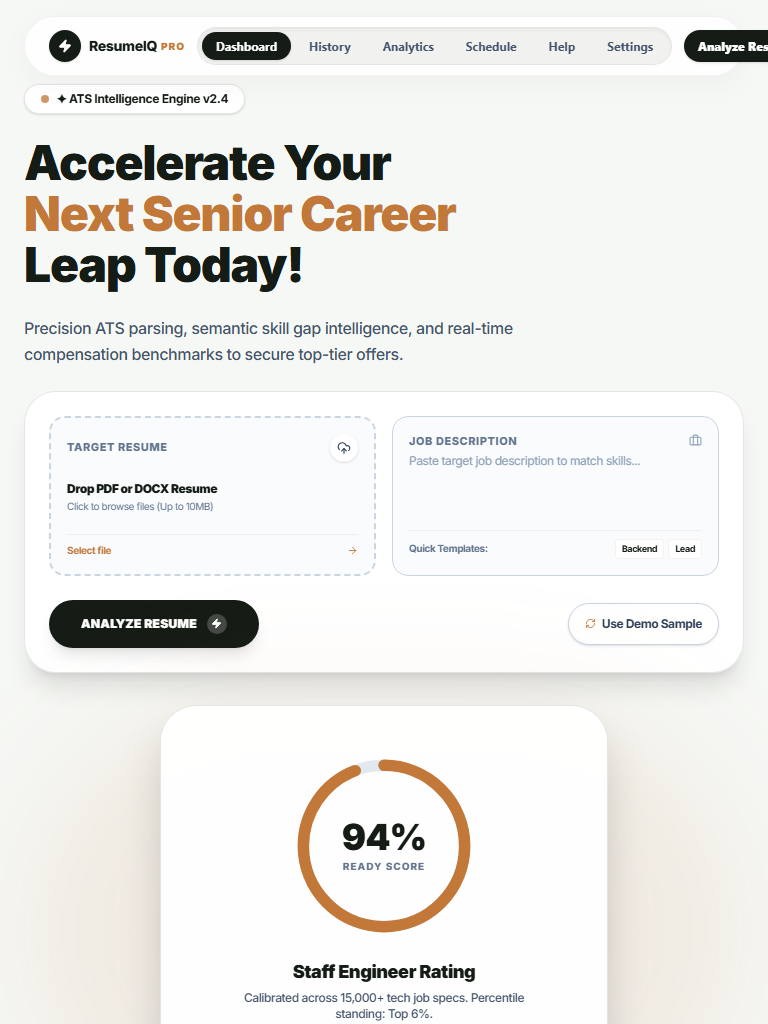 ResumeIQ PRO
Dashboard
History
Analytics
Schedule
Help
Settings
Analyze
✦ ATS Intelligence Engine v2.4
Accelerate Your
Next Senior Career
Leap Today!
Precision ATS parsing, semantic skill gap intelligence, and real-time
compensation benchmarks to secure top-tier offers.
TARGET RESUME
Drop PDF or DOCX Resume
Click to browse files (Up to 10MB)
Select file
JOB DESCRIPTION
Paste target job description to match skills...
Quick Templates:
Backend
Lead
ANALYZE RESUME
Use Demo Sample
94%
READY SCORE
Staff Engineer Rating
Calibrated across 15,000+ tech job specs. Percentile
standing: Top 6%.